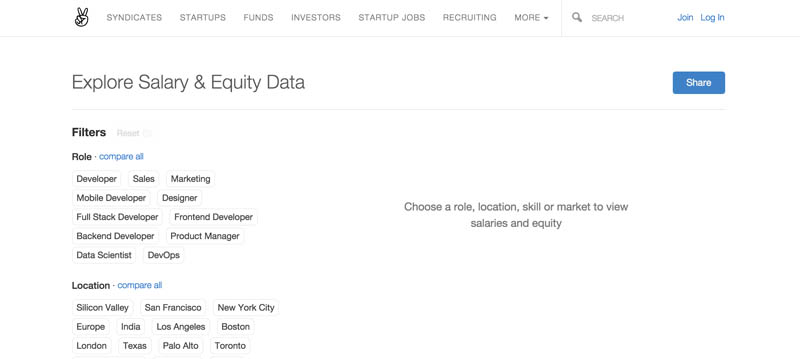 SYNDICATES STARTUPS FUNDS INVESTORS STARTUP JOBS RECRUITING MORE SEARCH Join Log In
Explore Salary & Equity Data Share
Filters Reset
Role · compare all
Developer Sales Marketing
Mobile Developer Designer
Full Stack Developer Frontend Developer
Backend Developer Product Manager
Data Scientist DevOps
Location · compare all
Silicon Valley San Francisco New York City
Europe India Los Angeles Boston
London Texas Palo Alto Toronto
Choose a role, location, skill or market to view
salaries and equity